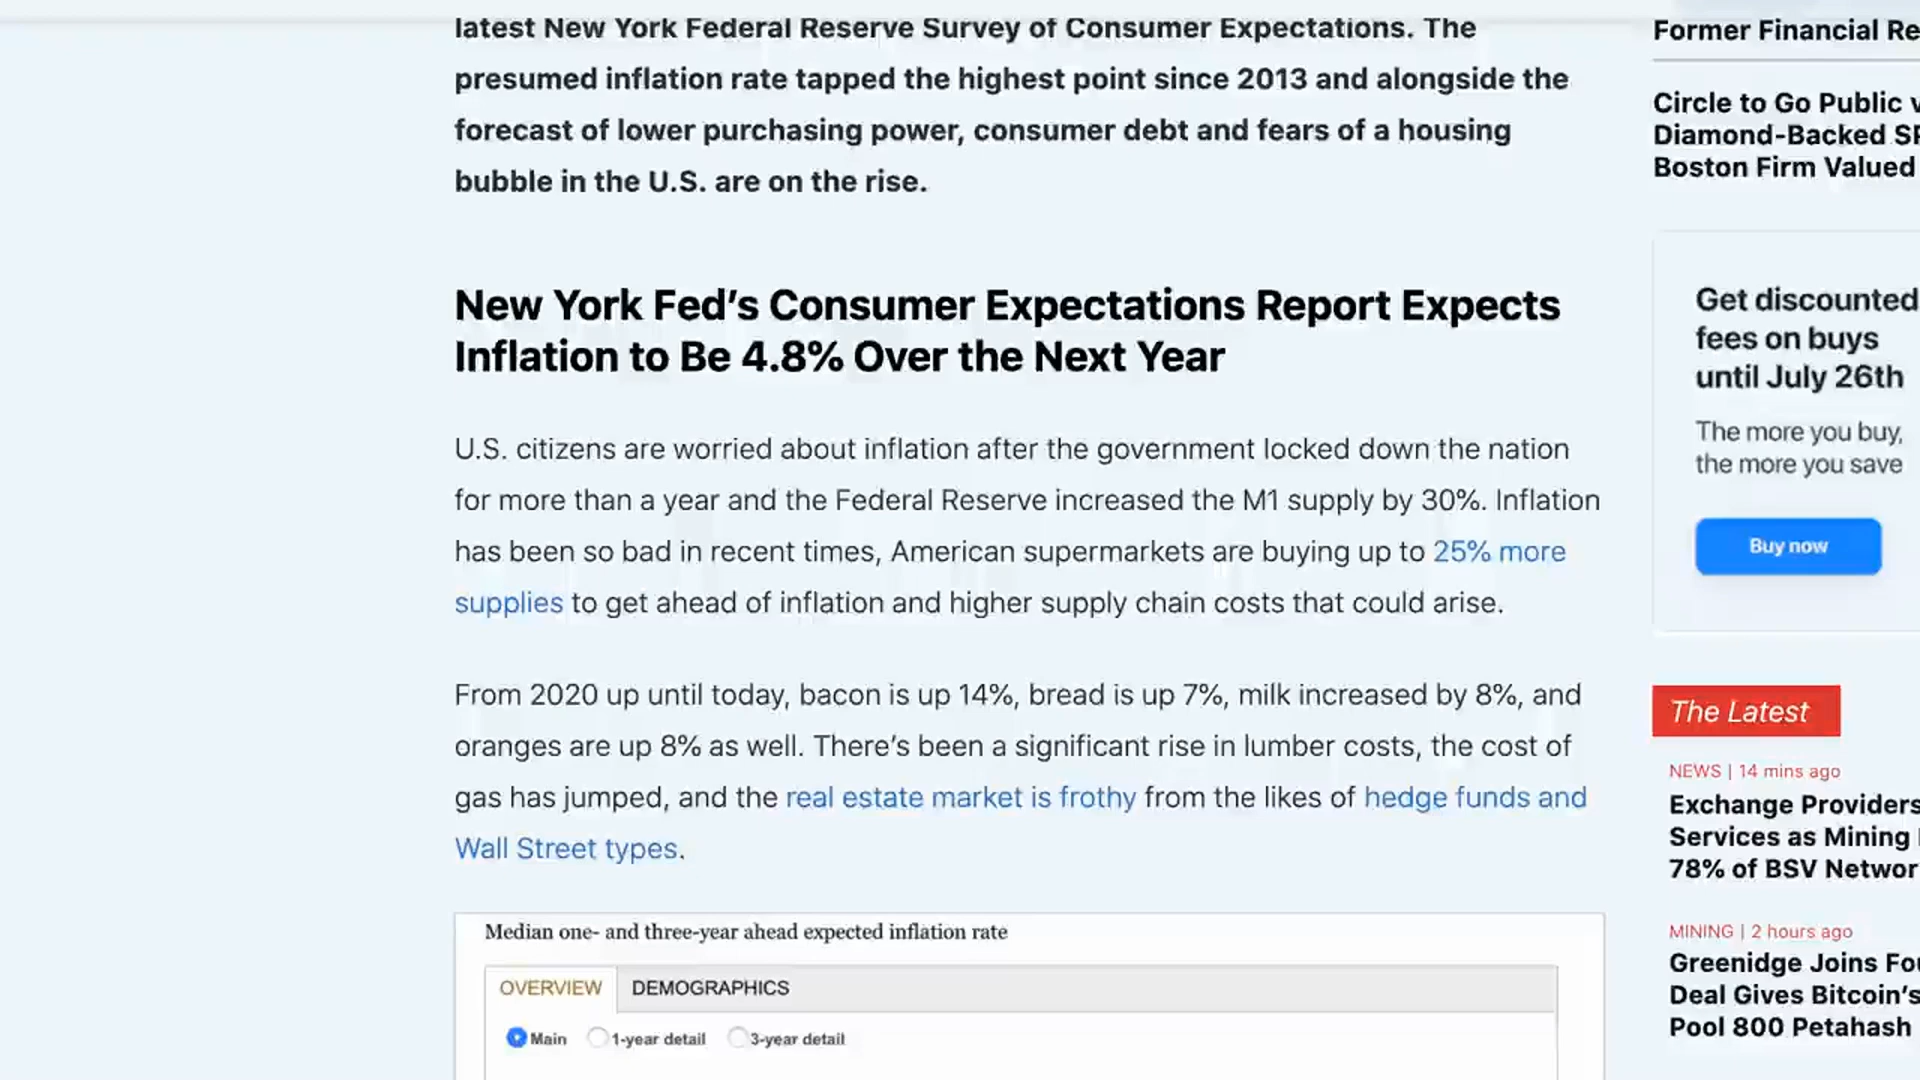 latest New York Federal Reserve Survey of Consumer Expectations. The
presumed inflation rate tapped the highest point since 2013 and alongside the
forecast of lower purchasing power, consumer debt and fears of a housing
bubble in the U.S. are on the rise.
New York Fed's Consumer Expectations Report Expects
Inflation to Be 4.8% Over the Next Year
U.S. citizens are worried about inflation after the government locked down the nation
for more than a year and the Federal Reserve increased the M1 supply by 30%. Inflation
has been so bad in recent times, American supermarkets are buying up to 25% more
supplies to get ahead of inflation and higher supply chain costs that could arise.
From 2020 up until today, bacon is up 14%, bread is up 7%, milk increased by 8%, and
oranges are up 8% as well. There's been a significant rise in lumber costs, the cost of
gas has jumped, and the real estate market is frothy from the likes of hedge funds and
Wall Street types.
Median one- and three-year ahead expected inflation rate
OVERVIEW DEMOGRAPHICS
Main 1-year detail 3-year detail
Former Financial
Circle to Go Public
Diamond-Backed
Boston Firm Valued
Get discounted
fees on buys
until July 26th
The more you buy,
the more you save
Buy now
The Latest
NEWS | 14 mins ago
Exchange Providers
Services as Mining
78% of BSV
MINING | 2 hours ago
Greenidge Joins
Deal Gives Bitcoin's
Pool 800 Petahash